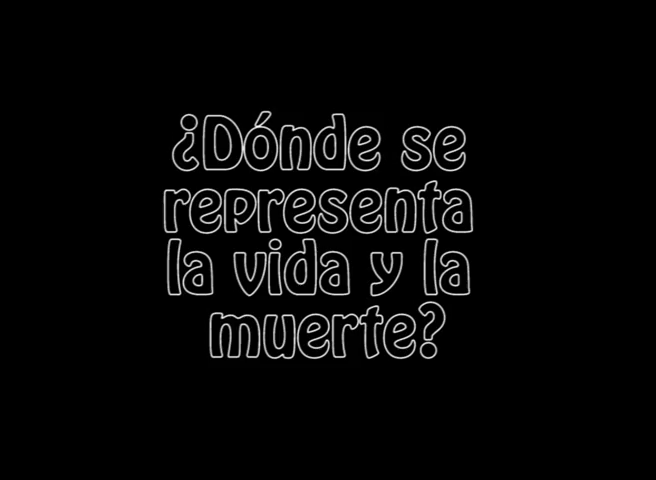 ¿Dónde se
representa
la vida y la
muerte?